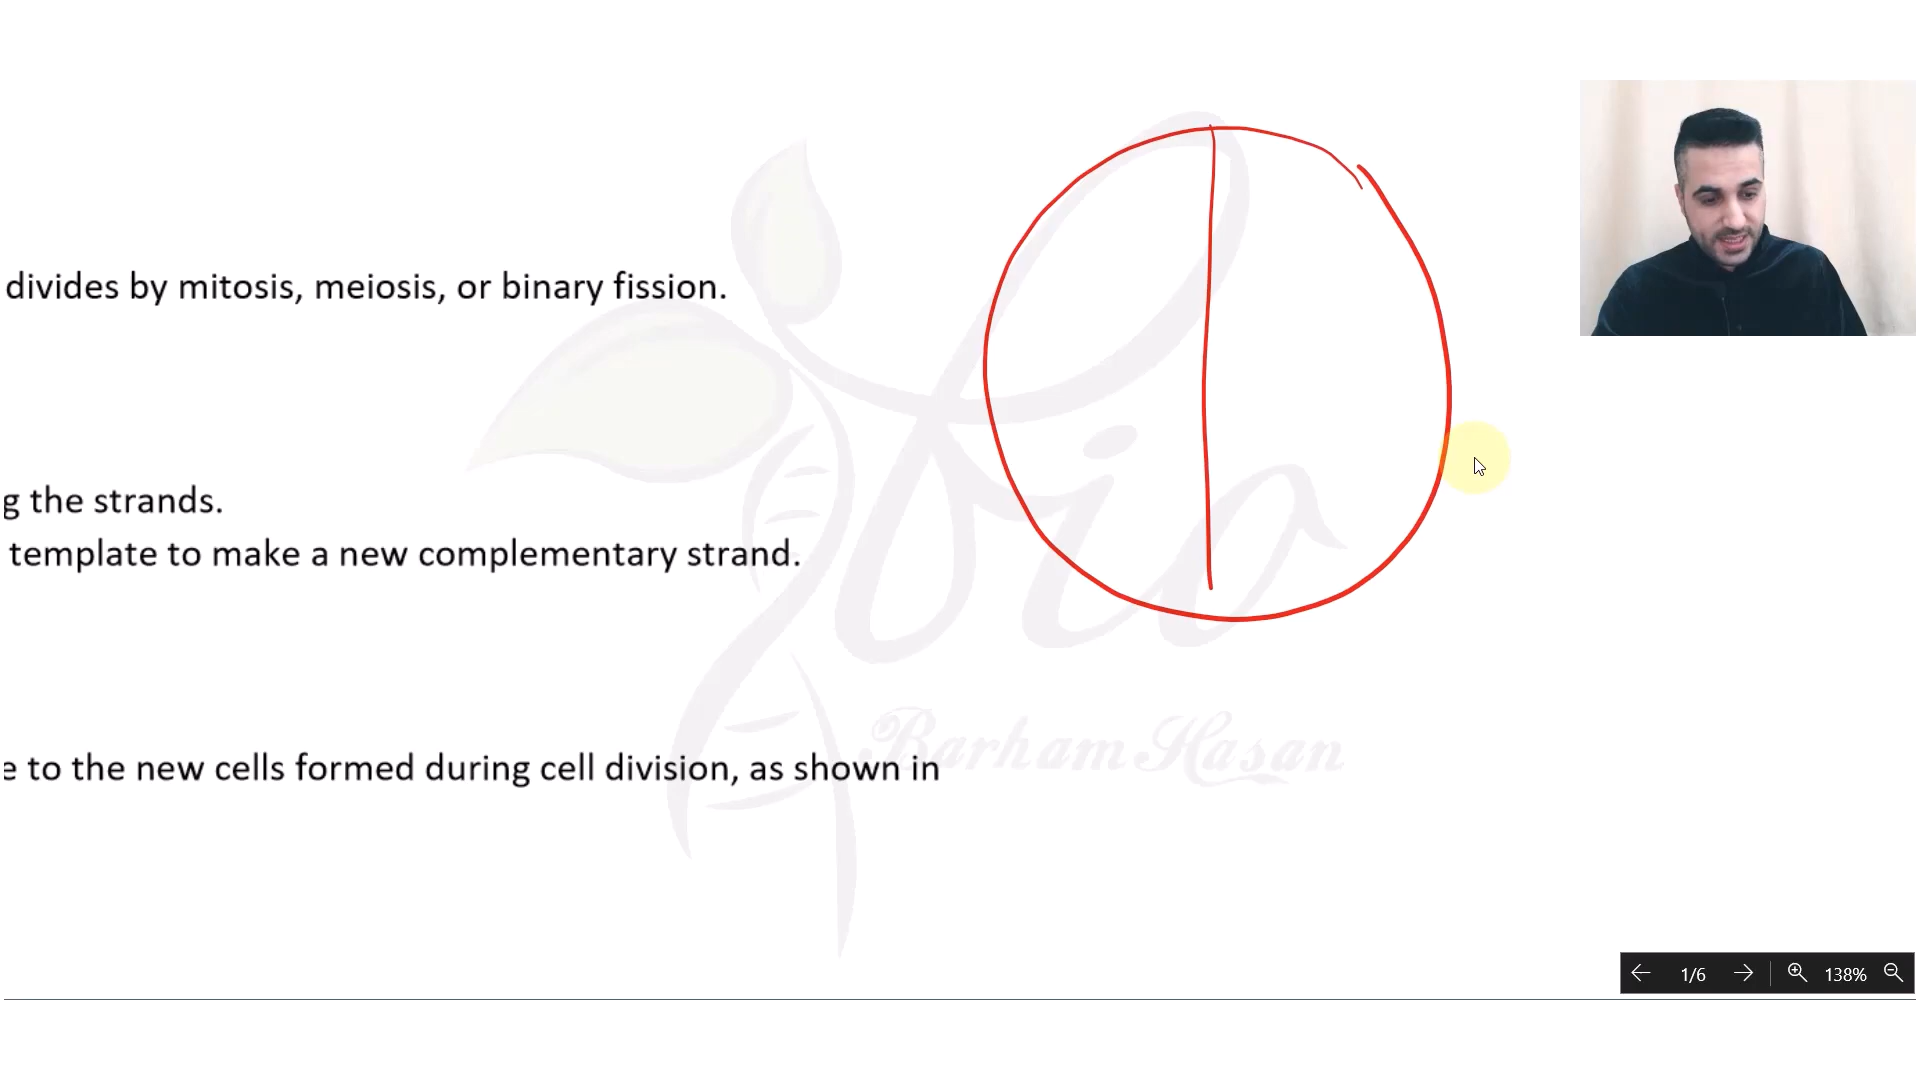 divides by mitosis, meiosis, or binary fission.
g the strands.
template to make a new complementary strand.
Bio
Barham Hasan
e to the new cells formed during cell division, as shown in
1/6
138%